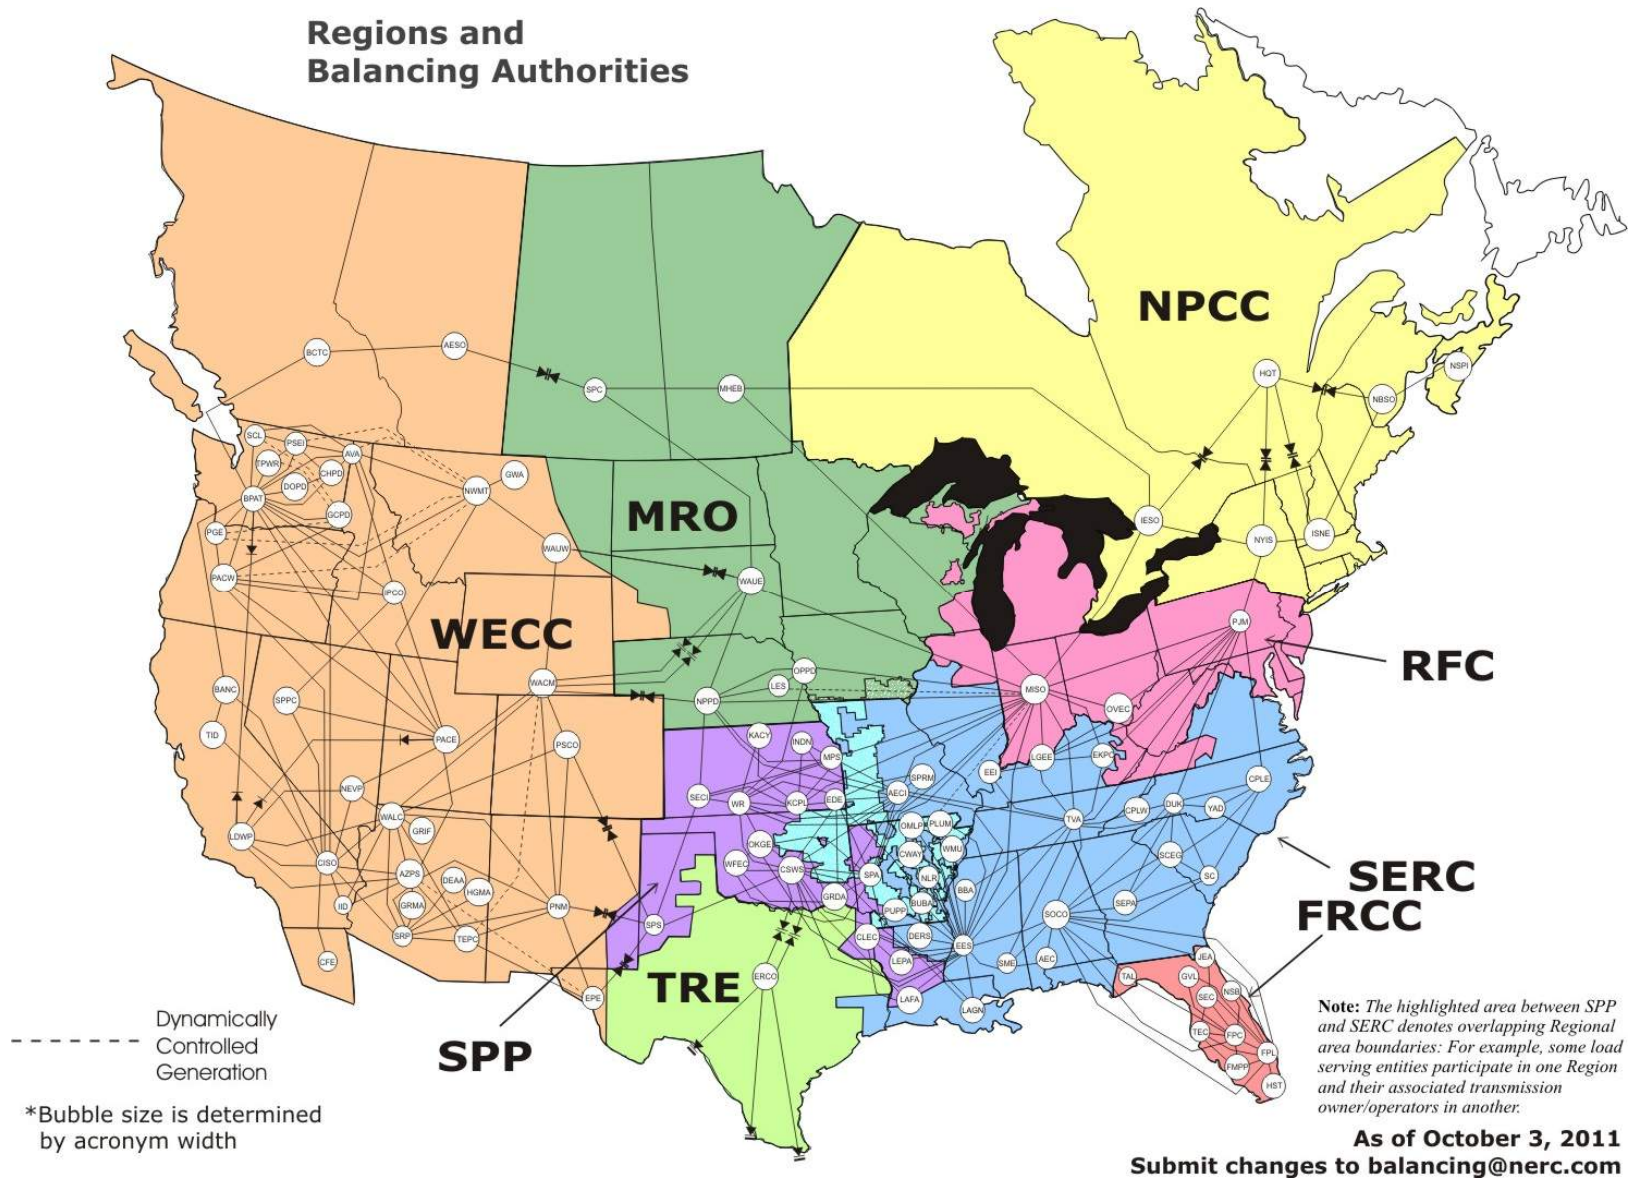 Regions and
Balancing Authorities
NPCC
BCTC
AESO
SPC
MHEB
HQT
NBSO
NSPI
SCL
PSEI
TPWR
AVA
CHPD
DOPD
BPAT
GCPD
PGE
PACW
NWMT
GWA
WAUW
IPCO
MRO
WAUE
IESO
NYIS
ISNE
WECC
PJM
RFC
BANC
SPPC
TID
WACM
PACE
PSCO
NPPD
LES
OPPD
MISO
OVEC
KACY
INDN
MPS
LGEE
EKPC
EEI
NEVP
LDWP
WALC
GRIF
CISO
AZPS
DEAA
HGMA
GRMA
IID
SRP
TEPC
PNM
CFE
EPE
SECI
WR
KCPL
EDE
AECI
SPRM
TVA
CPLW
DUK
YAD
CPLE
OMLP
PLUM
CWAY
WMU
NLR
BUBA
PUPP
BBA
OKGE
WFEC
CSWS
SPA
GRDA
SCEG
SC
SEPA
SOCO
SERC
FRCC
SPS
CLEC
DERS
EES
LEPA
SME
AEC
LAFA
LAGN
TRE
ERCO
SPP
JEA
TAL
GVL
NSB
SEC
TEC
FPC
FPL
FMPP
HST
Dynamically
Controlled
Generation
*Bubble size is determined
by acronym width
Note: The highlighted area between SPP
and SERC denotes overlapping Regional
area boundaries: For example, some load
serving entities participate in one Region
and their associated transmission
owner/operators in another.
As of October 3, 2011
Submit changes to balancing@nerc.com